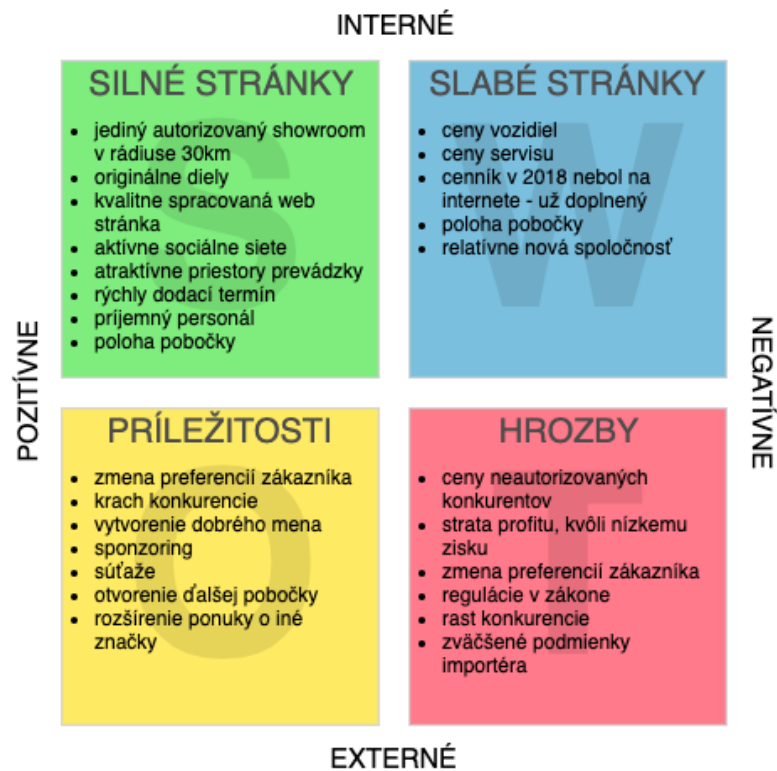 INTERNÉ
POZITÍVNE
SILNÉ STRÁNKY
S
• jediný autorizovaný showroom
v rádiuse 30km
• originálne diely
• kvalitne spracovaná web
stránka
• aktívne sociálne siete
• atraktívne priestory prevádzky
• rýchly dodací termín
• príjemný personál
• poloha pobočky
SLABÉ STRÁNKY
W
• ceny vozidiel
• ceny servisu
• cenník v 2018 nebol na
internete - už doplnený
• poloha pobočky
• relatívne nová spoločnosť
NEGATÍVNE
PRÍLEŽITOSTI
O
• zmena preferencií zákazníka
• krach konkurencie
• vytvorenie dobrého mena
• sponzoring
• súťaže
• otvorenie ďalšej pobočky
• rozšírenie ponuky o iné
značky
HROZBY
T
• ceny neautorizovaných
konkurentov
• strata profitu, kvôli nízkemu
zisku
• zmena preferencií zákazníka
• regulácie v zákone
• rast konkurencie
• zväčšené podmienky
importéra
EXTERNÉ